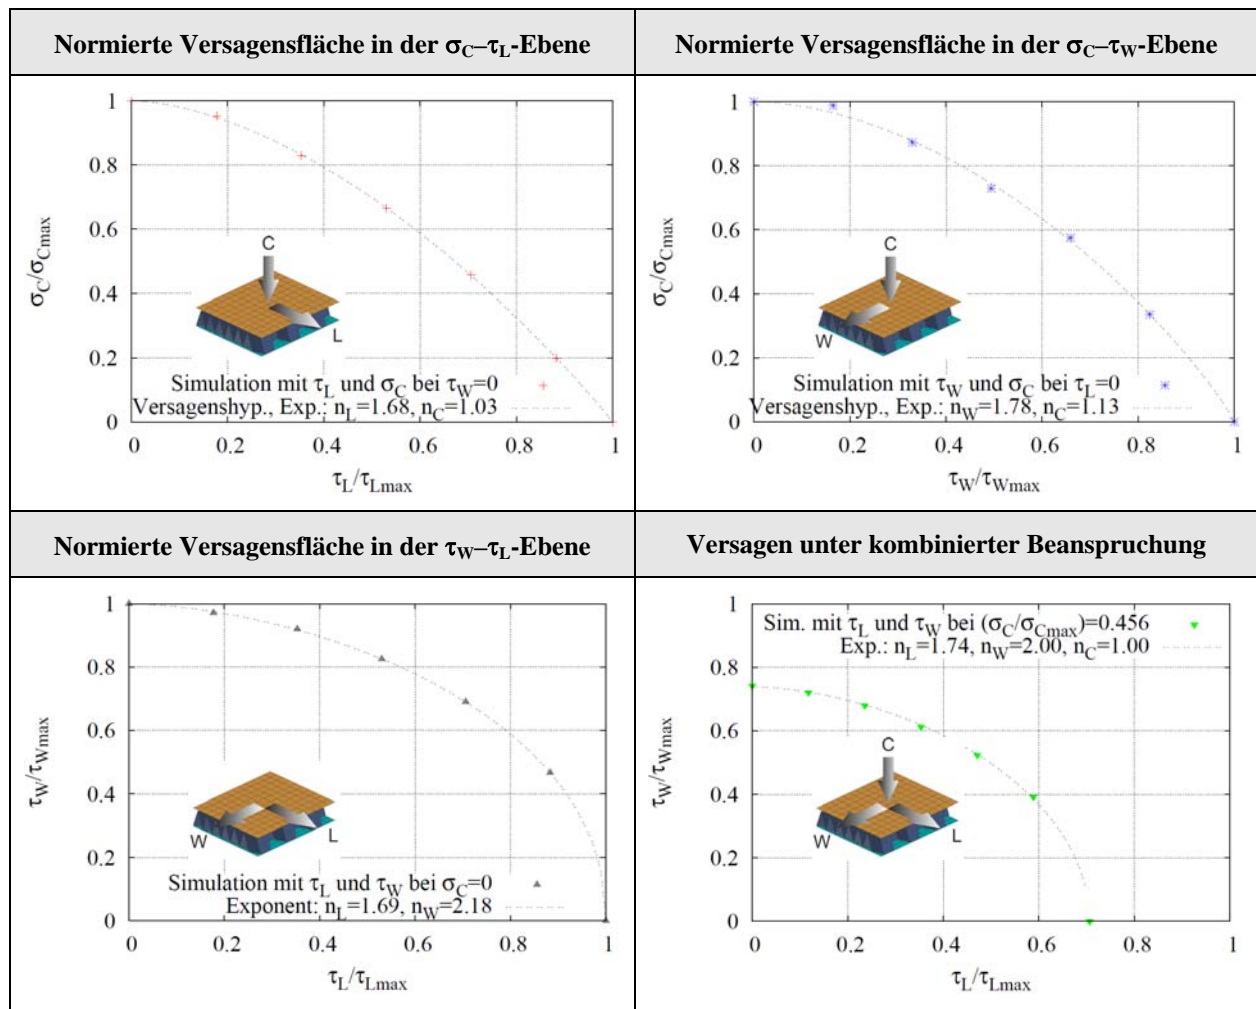 Normierte Versagensfläche in der σC–τL-Ebene
Normierte Versagensfläche in der σC–τW-Ebene
1
0.8
0.6
0.4
0.2
0
σC/σCmax
C
L
Simulation mit τL und σC bei τW=0
Versagenshyp., Exp.: nL=1.68, nC=1.03
0 0.2 0.4 0.6 0.8 1
τL/τLmax
1
0.8
0.6
0.4
0.2
0
σC/σCmax
C
W
Simulation mit τW und σC bei τL=0
Versagenshyp., Exp.: nW=1.78, nC=1.13
0 0.2 0.4 0.6 0.8 1
τW/τWmax
Normierte Versagensfläche in der τW–τL-Ebene
Versagen unter kombinierter Beanspruchung
1
0.8
0.6
0.4
0.2
0
τW/τWmax
W
L
Simulation mit τL und τW bei σC=0
Exponent: nL=1.69, nW=2.18
0 0.2 0.4 0.6 0.8 1
τL/τLmax
1
0.8
0.6
0.4
0.2
0
τW/τWmax
Sim. mit τL und τW bei (σC/σCmax)=0.456
Exp.: nL=1.74, nW=2.00, nC=1.00
C
W
L
0 0.2 0.4 0.6 0.8 1
τL/τLmax